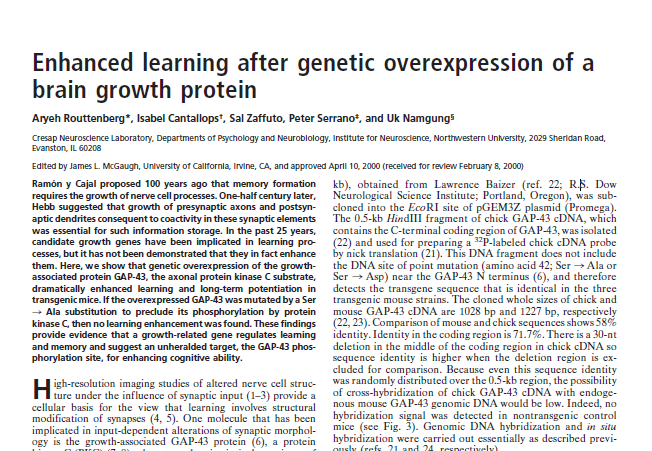 Enhanced learning after genetic overexpression of a
brain growth protein
Aryeh Routtenberg*, Isabel Cantallops†, Sal Zaffuto, Peter Serrano‡, and Uk Namgung§
Cresap Neuroscience Laboratory, Departments of Psychology and Neurobiology, Institute for Neuroscience, Northwestern University, 2029 Sheridan Road,
Evanston, IL 60208
Edited by James L. McGaugh, University of California, Irvine, CA, and approved April 10, 2000 (received for review February 8, 2000)
Ramón y Cajal proposed 100 years ago that memory formation
requires the growth of nerve cell processes. One-half century later,
Hebb suggested that growth of presynaptic axons and postsyn-
aptic dendrites consequent to coactivity in these synaptic elements
was essential for such information storage. In the past 25 years,
candidate growth genes have been implicated in learning pro-
cesses, but it has not been demonstrated that they in fact enhance
them. Here, we show that genetic overexpression of the growth-
associated protein GAP-43, the axonal protein kinase C substrate,
dramatically enhanced learning and long-term potentiation in
transgenic mice. If the overexpressed GAP-43 was mutated by a Ser
→ Ala substitution to preclude its phosphorylation by protein
kinase C, then no learning enhancement was found. These findings
provide evidence that a growth-related gene regulates learning
and memory and suggest an unheralded target, the GAP-43 phos-
phorylation site, for enhancing cognitive ability.
High-resolution imaging studies of altered nerve cell struc-
ture under the influence of synaptic input (1–3) provide a
cellular basis for the view that learning involves structural
modification of synapses (4, 5). One molecule that has been
implicated in input-dependent alterations of synaptic morphol-
ogy is the growth-associated GAP-43 protein (6), a protein
kb), obtained from Lawrence Baizer (ref. 22; R.S. Dow
Neurological Science Institute; Portland, Oregon), was sub-
cloned into the EcoRI site of pGEM3Z plasmid (Promega).
The 0.5-kb HindIII fragment of chick GAP-43 cDNA, which
contains the C-terminal coding region of GAP-43, was isolated
(22) and used for preparing a ³²P-labeled chick cDNA probe
by nick translation (21). This DNA fragment does not include
the DNA site of point mutation (amino acid 42; Ser → Ala or
Ser → Asp) near the GAP-43 N terminus (6), and therefore
detects the transgene sequence that is identical in the three
transgenic mouse strains. The cloned whole sizes of chick and
mouse GAP-43 cDNA are 1028 bp and 1227 bp, respectively
(22, 23). Comparison of mouse and chick sequences shows 58%
identity. Identity in the coding region is 71.7%. There is a 30-nt
deletion in the middle of the coding region in chick cDNA so
sequence identity is higher when the deletion region is ex-
cluded for comparison. Because even this sequence identity
was randomly distributed over the 0.5-kb region, the possibility
of cross-hybridization of chick GAP-43 cDNA with endoge-
nous mouse GAP-43 genomic DNA would be low. Indeed, no
hybridization signal was detected in nontransgenic control
mice (see Fig. 3). Genomic DNA hybridization and in situ
hybridization were carried out essentially as described previ-
ously (refs. 21 and 24, respectively).